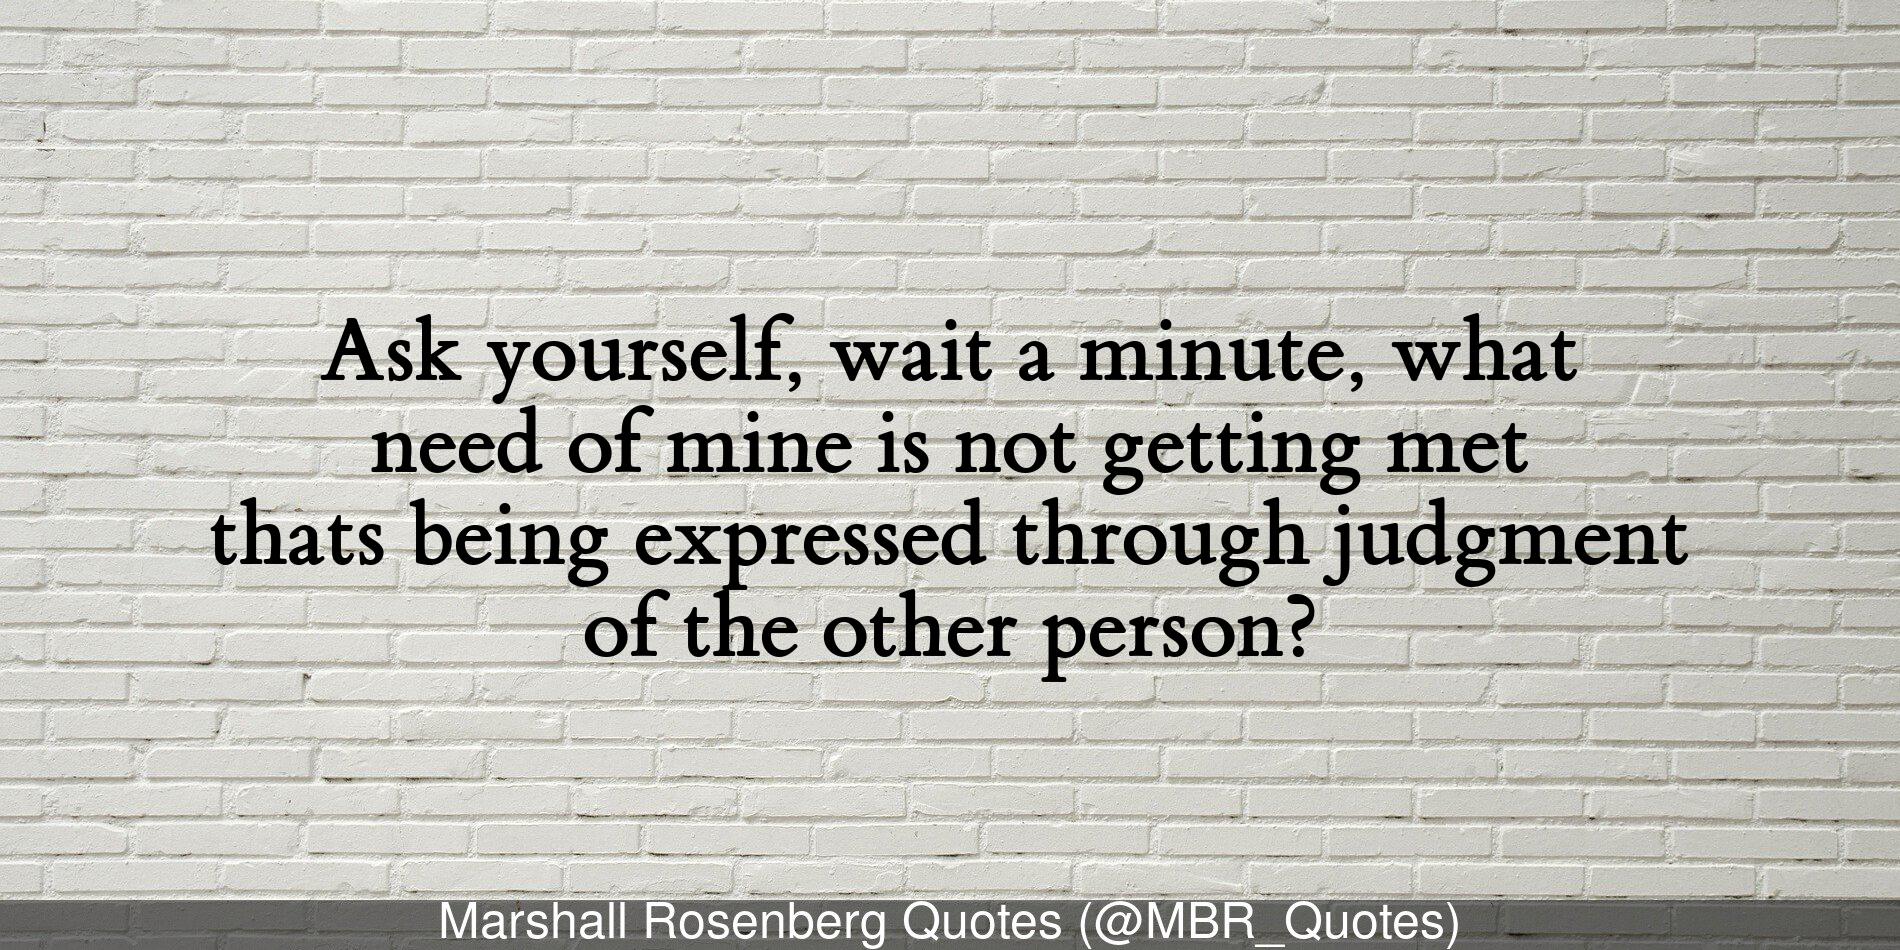 Ask yourself, wait a minute, what
need of mine is not getting met
thats being expressed through judgment
of the other person?
Marshall Rosenberg Quotes (@MBR_Quotes)